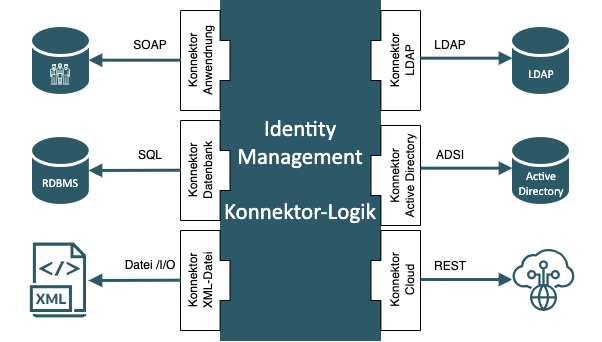 SOAP
Konnektor
Anwendnung
Konnektor
LDAP
LDAP
LDAP
Identity
Management
Konnektor-Logik
RDBMS
SQL
Konnektor
Datenbank
Konnektor
Active Directory
ADSI
Active
Directory
</>
XML
Datei /I/O
Konnektor
XML-Datei
Konnektor
Cloud
REST